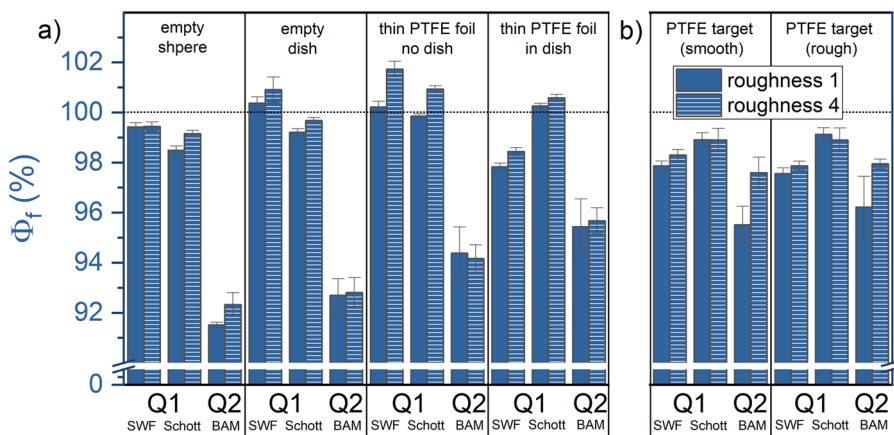 a)
empty
shpere
empty
dish
thin PTFE foil
no dish
thin PTFE foil
in dish
b)
PTFE target
(smooth)
PTFE target
(rough)
roughness 1
roughness 4
Φf (%)
102
100
98
96
94
92
0
Q1 Q2 Q1 Q2 Q1 Q2 Q1 Q2 Q1 Q2 Q1 Q2
SWF Schott BAM SWF Schott BAM SWF Schott BAM SWF Schott BAM SWF Schott BAM SWF Schott BAM